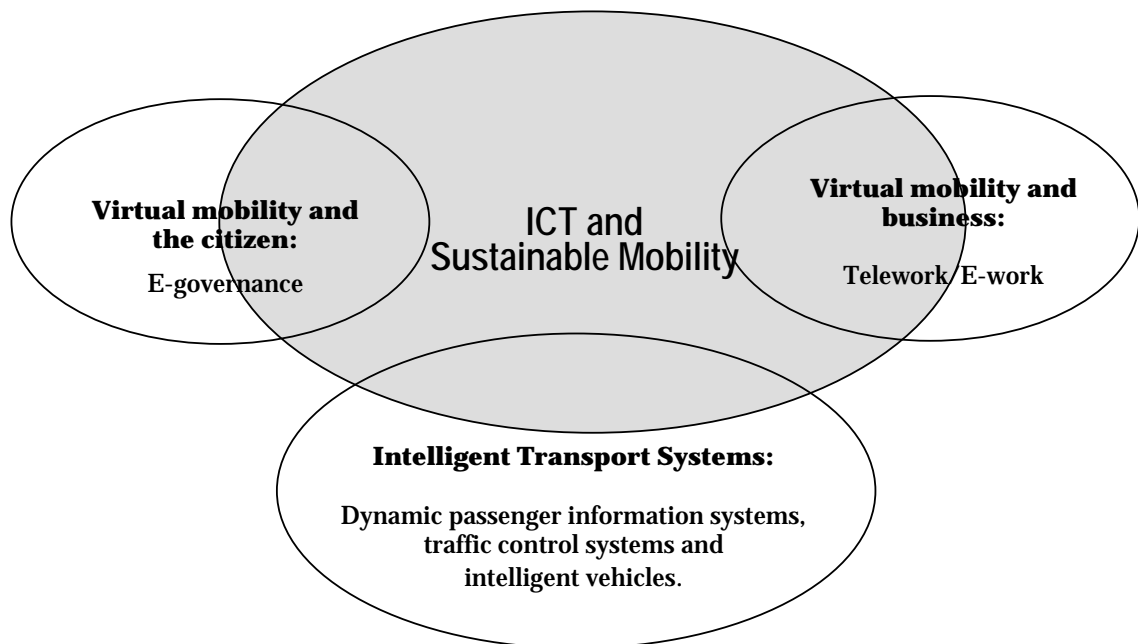 Virtual mobility and
the citizen:
E-governance
ICT and
Sustainable Mobility
Virtual mobility and
business:
Telework E-work
Intelligent Transport Systems:
Dynamic passenger information systems,
traffic control systems and
intelligent vehicles.